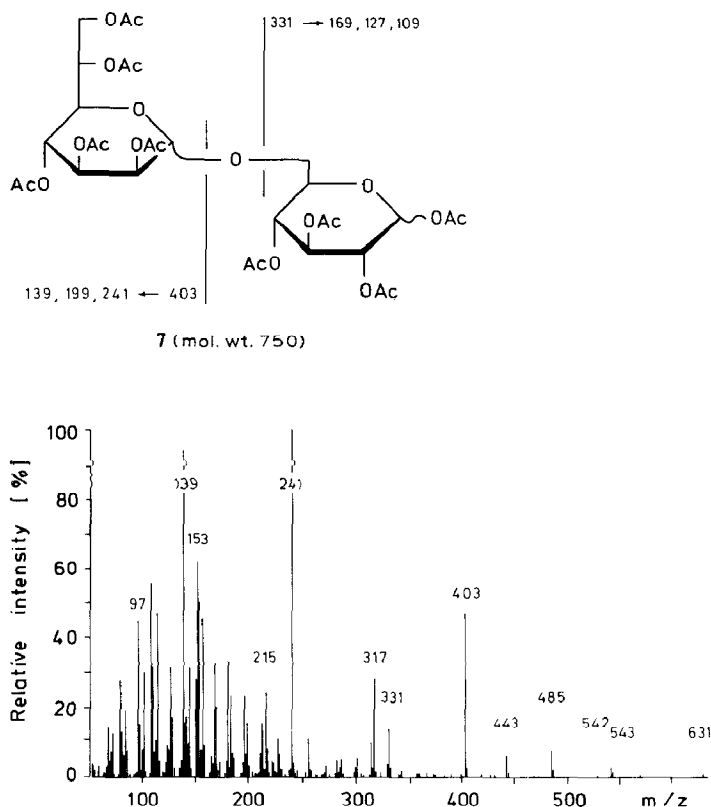 OAc
331 → 169, 127, 109
OAc
O
OAc OAc
O
AcO
O
OAc
OAc
AcO
OAc
139, 199, 241 ← 403
7 (mol. wt. 750)
Relative intensity [%]
100
80
60
40
20
0
139
241
153
97
403
215
317
331
485
443
542
543
631
100 200 300 400 500 m/z